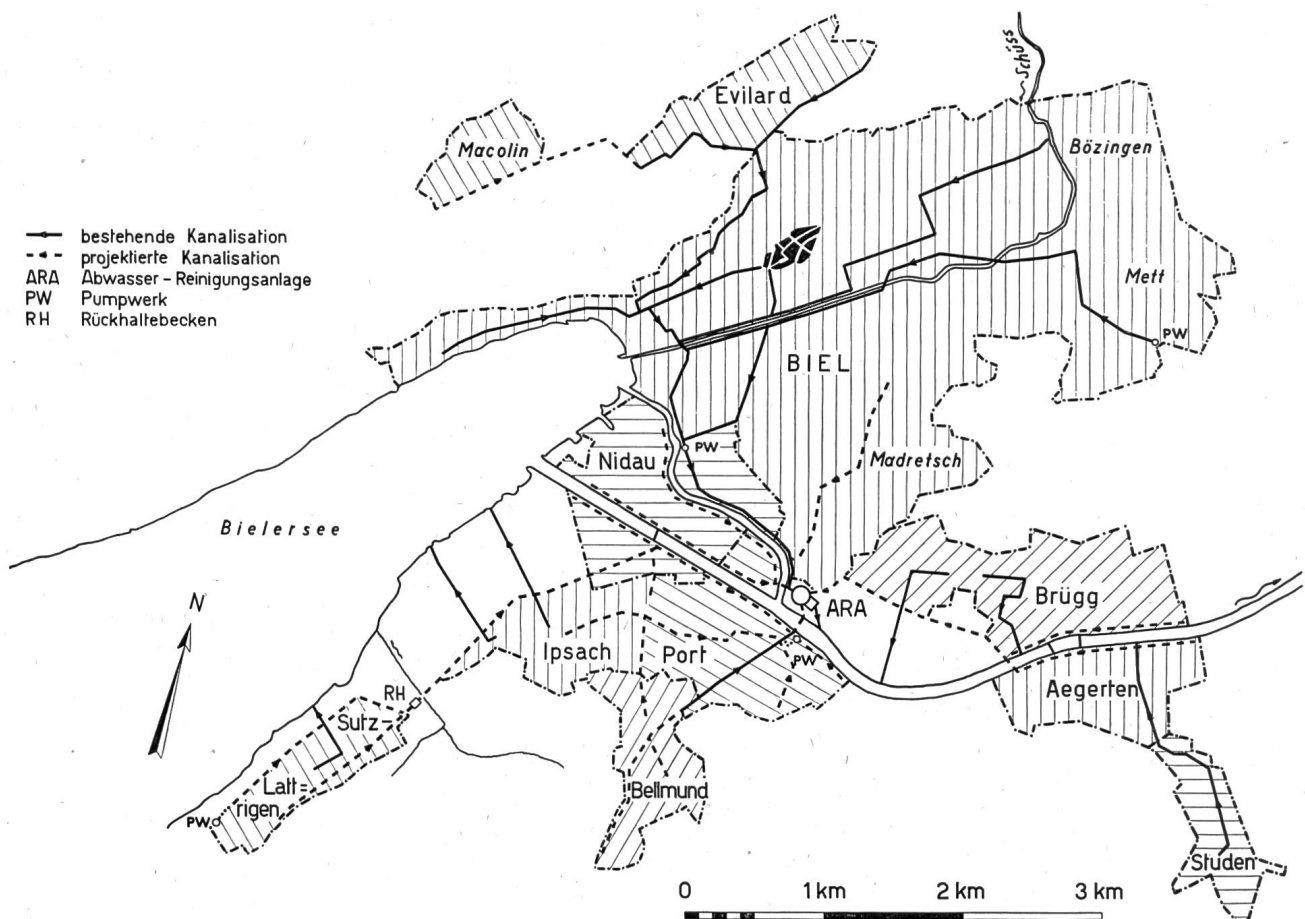 Schüss
Evilard
Macolin
Bözingen
bestehende Kanalisation
projektierte Kanalisation
ARA Abwasser-Reinigungsanlage
PW Pumpwerk
RH Rückhaltebecken
Mett
PW
BIEL
PW
Nidau
Madretsch
Bielersee
N
ARA
Brügg
Ipsach
Port
PW
RH
Aegerten
Sutz-
Latt=
rigen
Bellmund
PW
Studen
0 1km 2 km 3 km